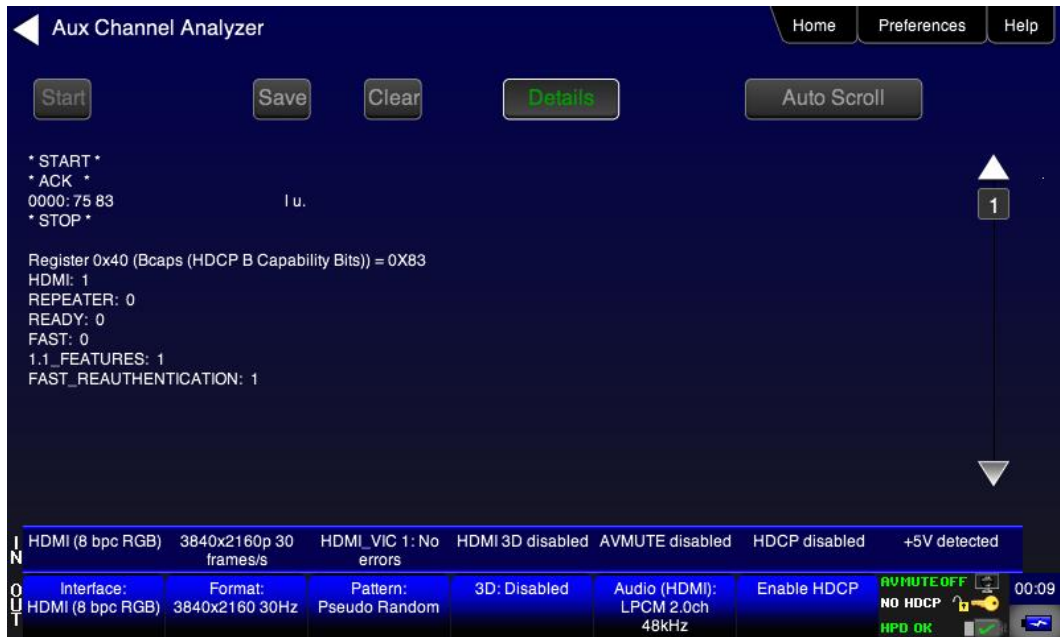 Aux Channel Analyzer
Home
Preferences
Help
Start
Save
Clear
Details
Auto Scroll
* START *
* ACK *
0000: 75 83 l u.
* STOP *
1
Register 0x40 (Bcaps (HDCP B Capability Bits)) = 0X83
HDMI: 1
REPEATER: 0
READY: 0
FAST: 0
1.1_FEATURES: 1
FAST_REAUTHENTICATION: 1
IN
HDMI (8 bpc RGB)
3840x2160p 30
frames/s
HDMI_VIC 1: No
errors
HDMI 3D disabled
AVMUTE disabled
HDCP disabled
+5V detected
OUT
Interface:
HDMI (8 bpc RGB)
Format:
3840x2160 30Hz
Pattern:
Pseudo Random
3D: Disabled
Audio (HDMI):
LPCM 2.0ch
48kHz
Enable HDCP
AVMUTEOFF
NO HDCP
HPD OK
00:09